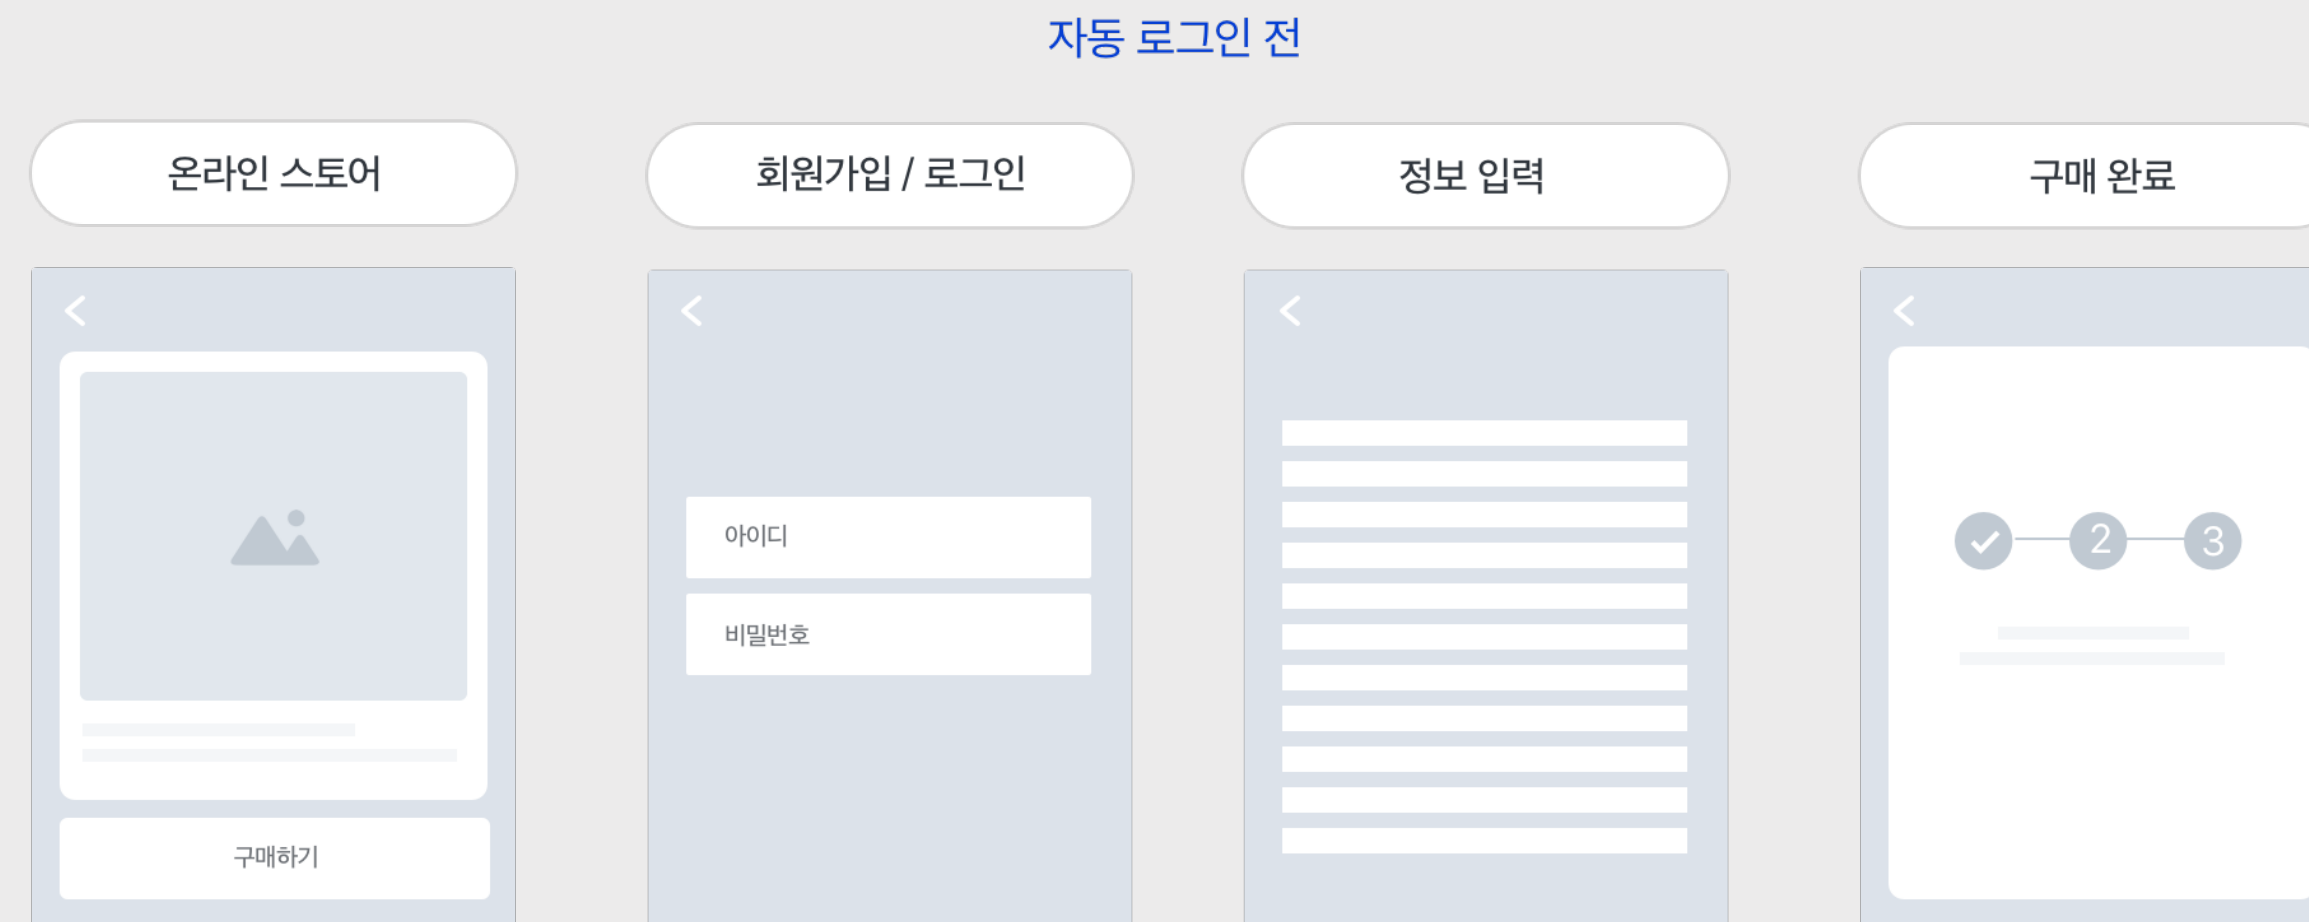 자동 로그인 전
온라인 스토어
회원가입 / 로그인
정보 입력
구매 완료
아이디
비밀번호
2
3
구매하기